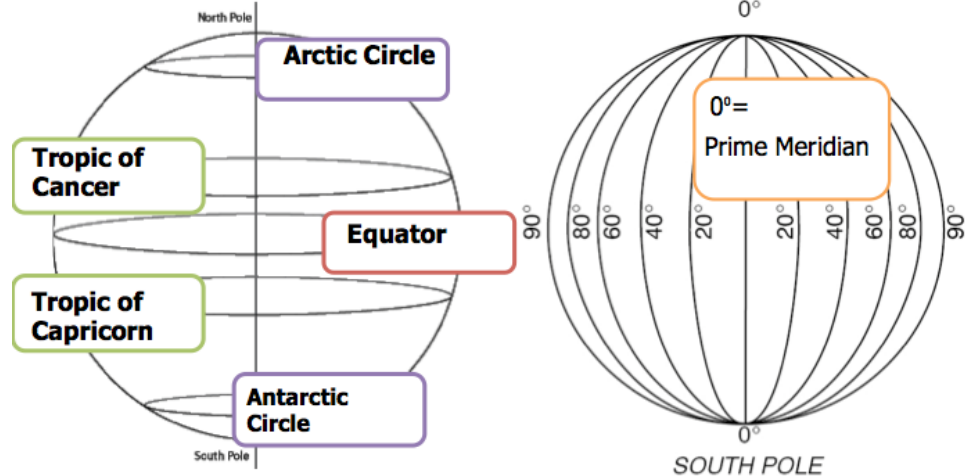 North Pole
Arctic Circle
Tropic of
Cancer
Equator
Tropic of
Capricorn
Antarctic
Circle
South Pole
0°
0⁰=
Prime Meridian
90° 80° 60° 40° 20° 20° 40° 60° 80° 90°
0°
SOUTH POLE